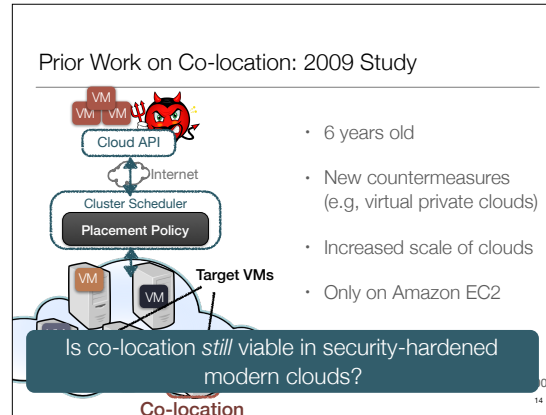 Prior Work on Co-location: 2009 Study
VM
VM VM
Cloud API
Internet
Cluster Scheduler
Placement Policy
VM
VM
Target VMs
• 6 years old
• New countermeasures
(e.g, virtual private clouds)
• Increased scale of clouds
• Only on Amazon EC2
Is co-location still viable in security-hardened
modern clouds?
Co-location
14